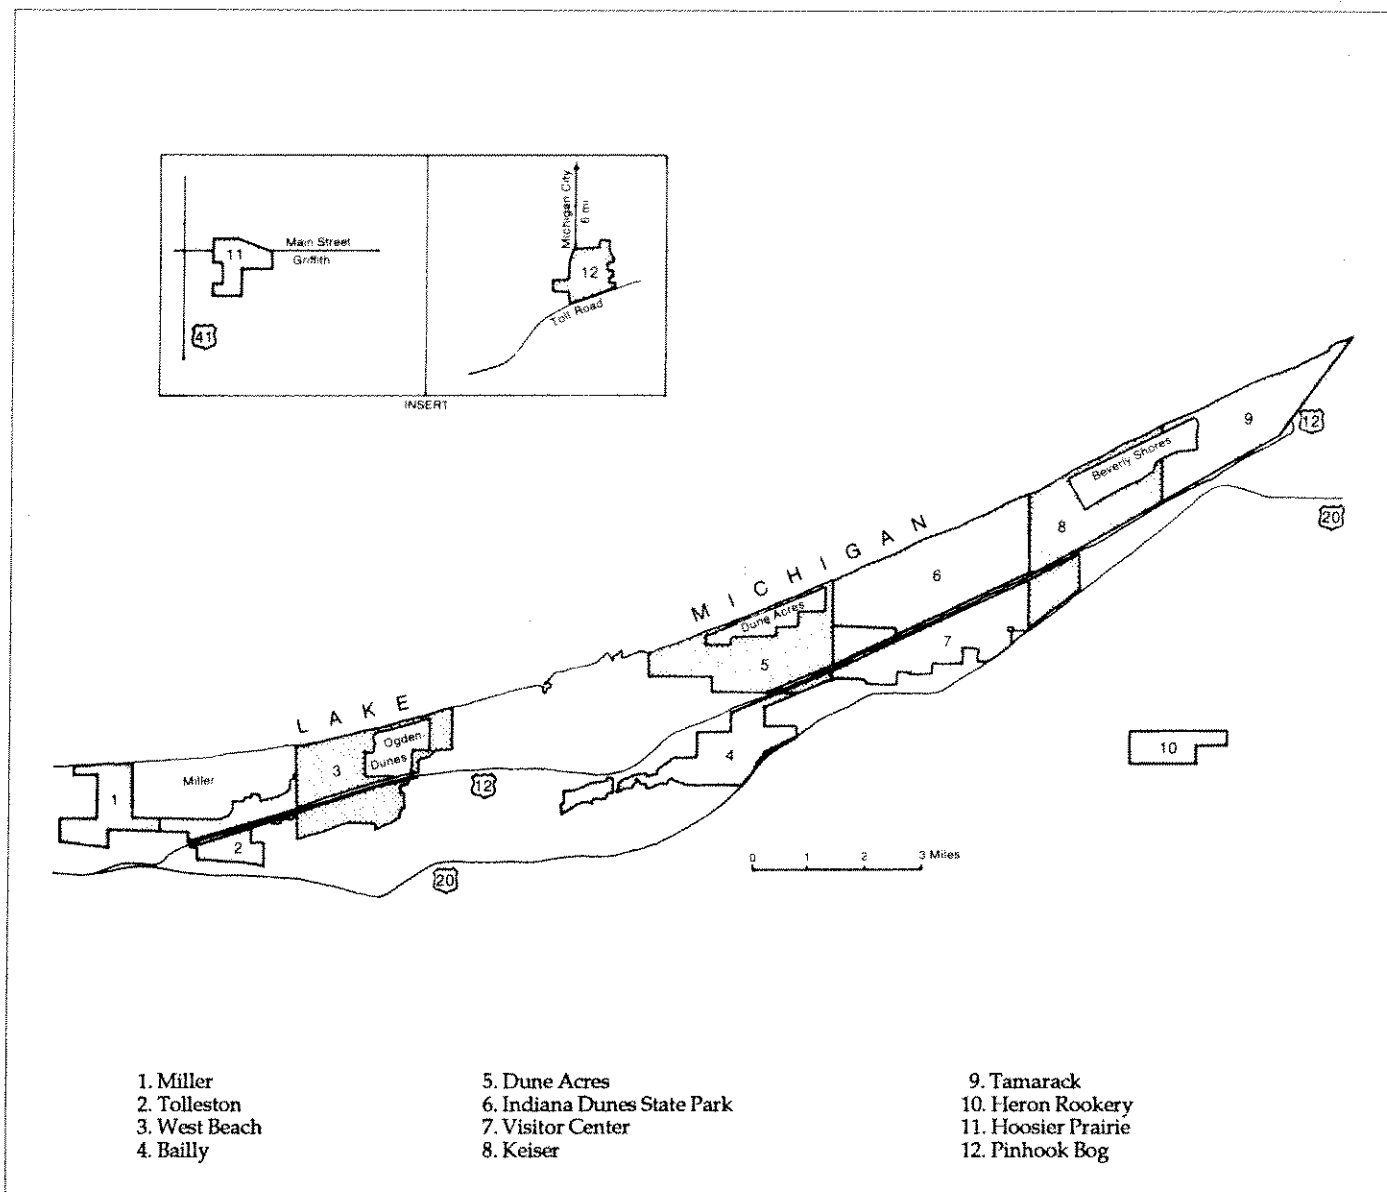 Main Street
11
Griffith
41
Michigan City
6 mi
12
Toll Road
INSERT
9
12
Beverly Shores
20
8
MICHIGAN
6
Dune Acres
5
7
LAKE
Ogden
Dunes
3
Miller
1
12
4
10
2
20
0 1 2 3 Miles
1. Miller
2. Tolleston
3. West Beach
4. Bailly
5. Dune Acres
6. Indiana Dunes State Park
7. Visitor Center
8. Keiser
9. Tamarack
10. Heron Rookery
11. Hoosier Prairie
12. Pinhook Bog